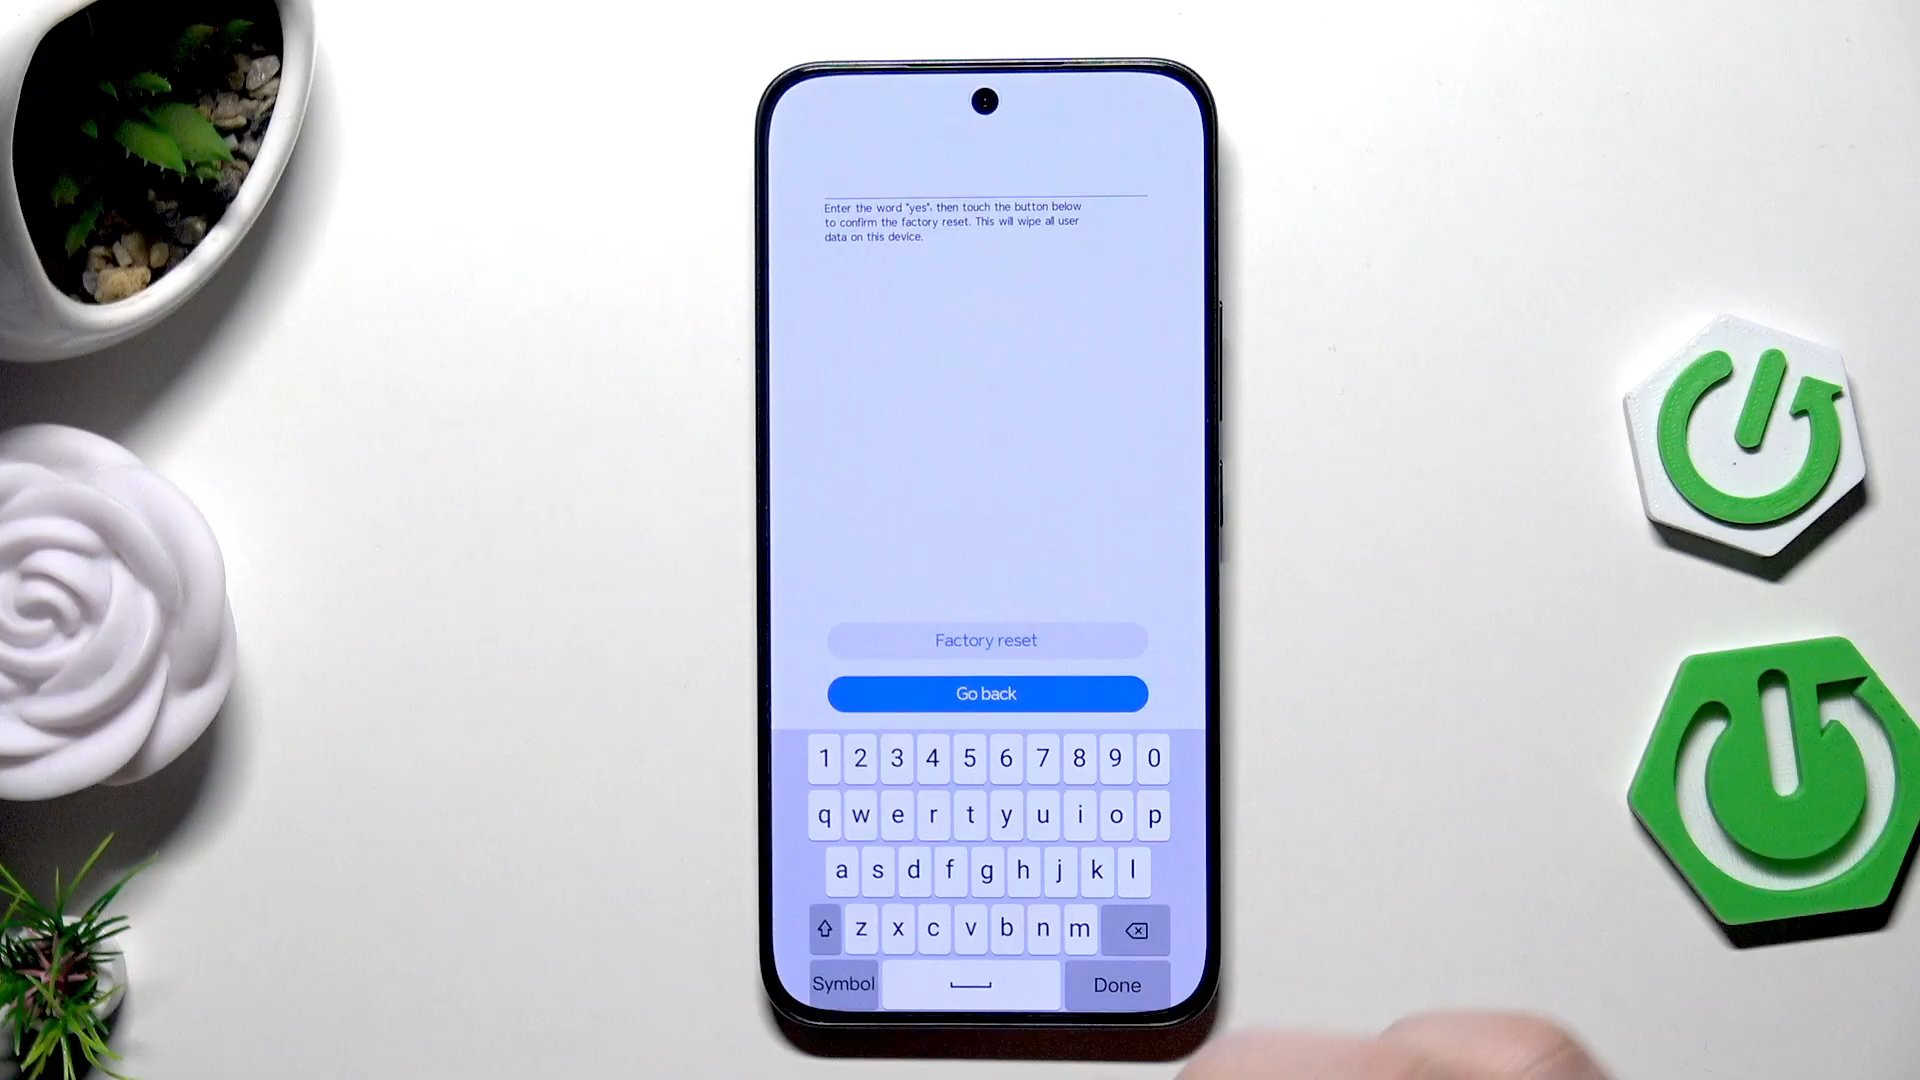 Enter the word "yes", then touch the button below
to confirm the factory reset. This will wipe all user
data on this device.
Factory reset
Go back
1 2 3 4 5 6 7 8 9 0
q w e r t y u i o p
a s d f g h j k l
z x c v b n m
Symbol Done